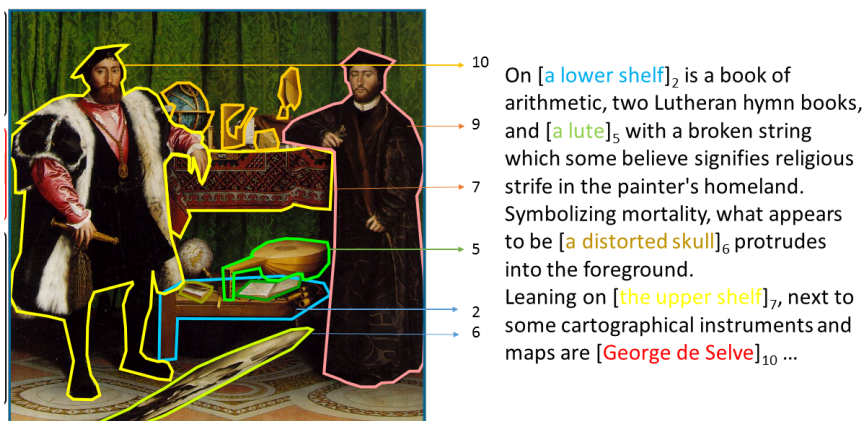 10
9
7
5
2
6
On [a lower shelf]2 is a book of
arithmetic, two Lutheran hymn books,
and [a lute]5 with a broken string
which some believe signifies religious
strife in the painter's homeland.
Symbolizing mortality, what appears
to be [a distorted skull]6 protrudes
into the foreground.
Leaning on [the upper shelf]7, next to
some cartographical instruments and
maps are [George de Selve]10 ...